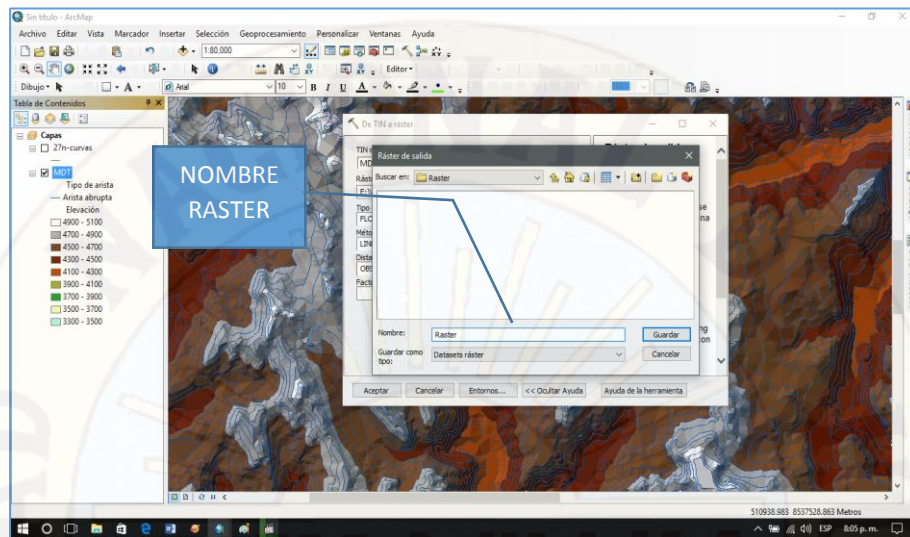 Sin título - ArcMap
Archivo Editar Vista Marcador Insertar Selección Geoprocesamiento Personalizar Ventanas Ayuda
1:80,000
Editor
Dibujo A Arial 10 B I U A
Tabla de Contenidos
Capas
27n-curvas
MDT
Tipo de arista
Arista abrupta
Elevación
4900 - 5100
4700 - 4900
4500 - 4700
4300 - 4500
4100 - 4300
3900 - 4100
3700 - 3900
3500 - 3700
3300 - 3500
NOMBRE
RASTER
De TIN a ráster
Ráster de salida
Buscar en: Raster
Nombre: Raster
Guardar
Guardar como
tipo:
Datasets ráster
Cancelar
Aceptar Cancelar Entornos... << Ocultar Ayuda Ayuda de la herramienta
510938.983 8537528.863 Metros
ESP 8:05 p. m.